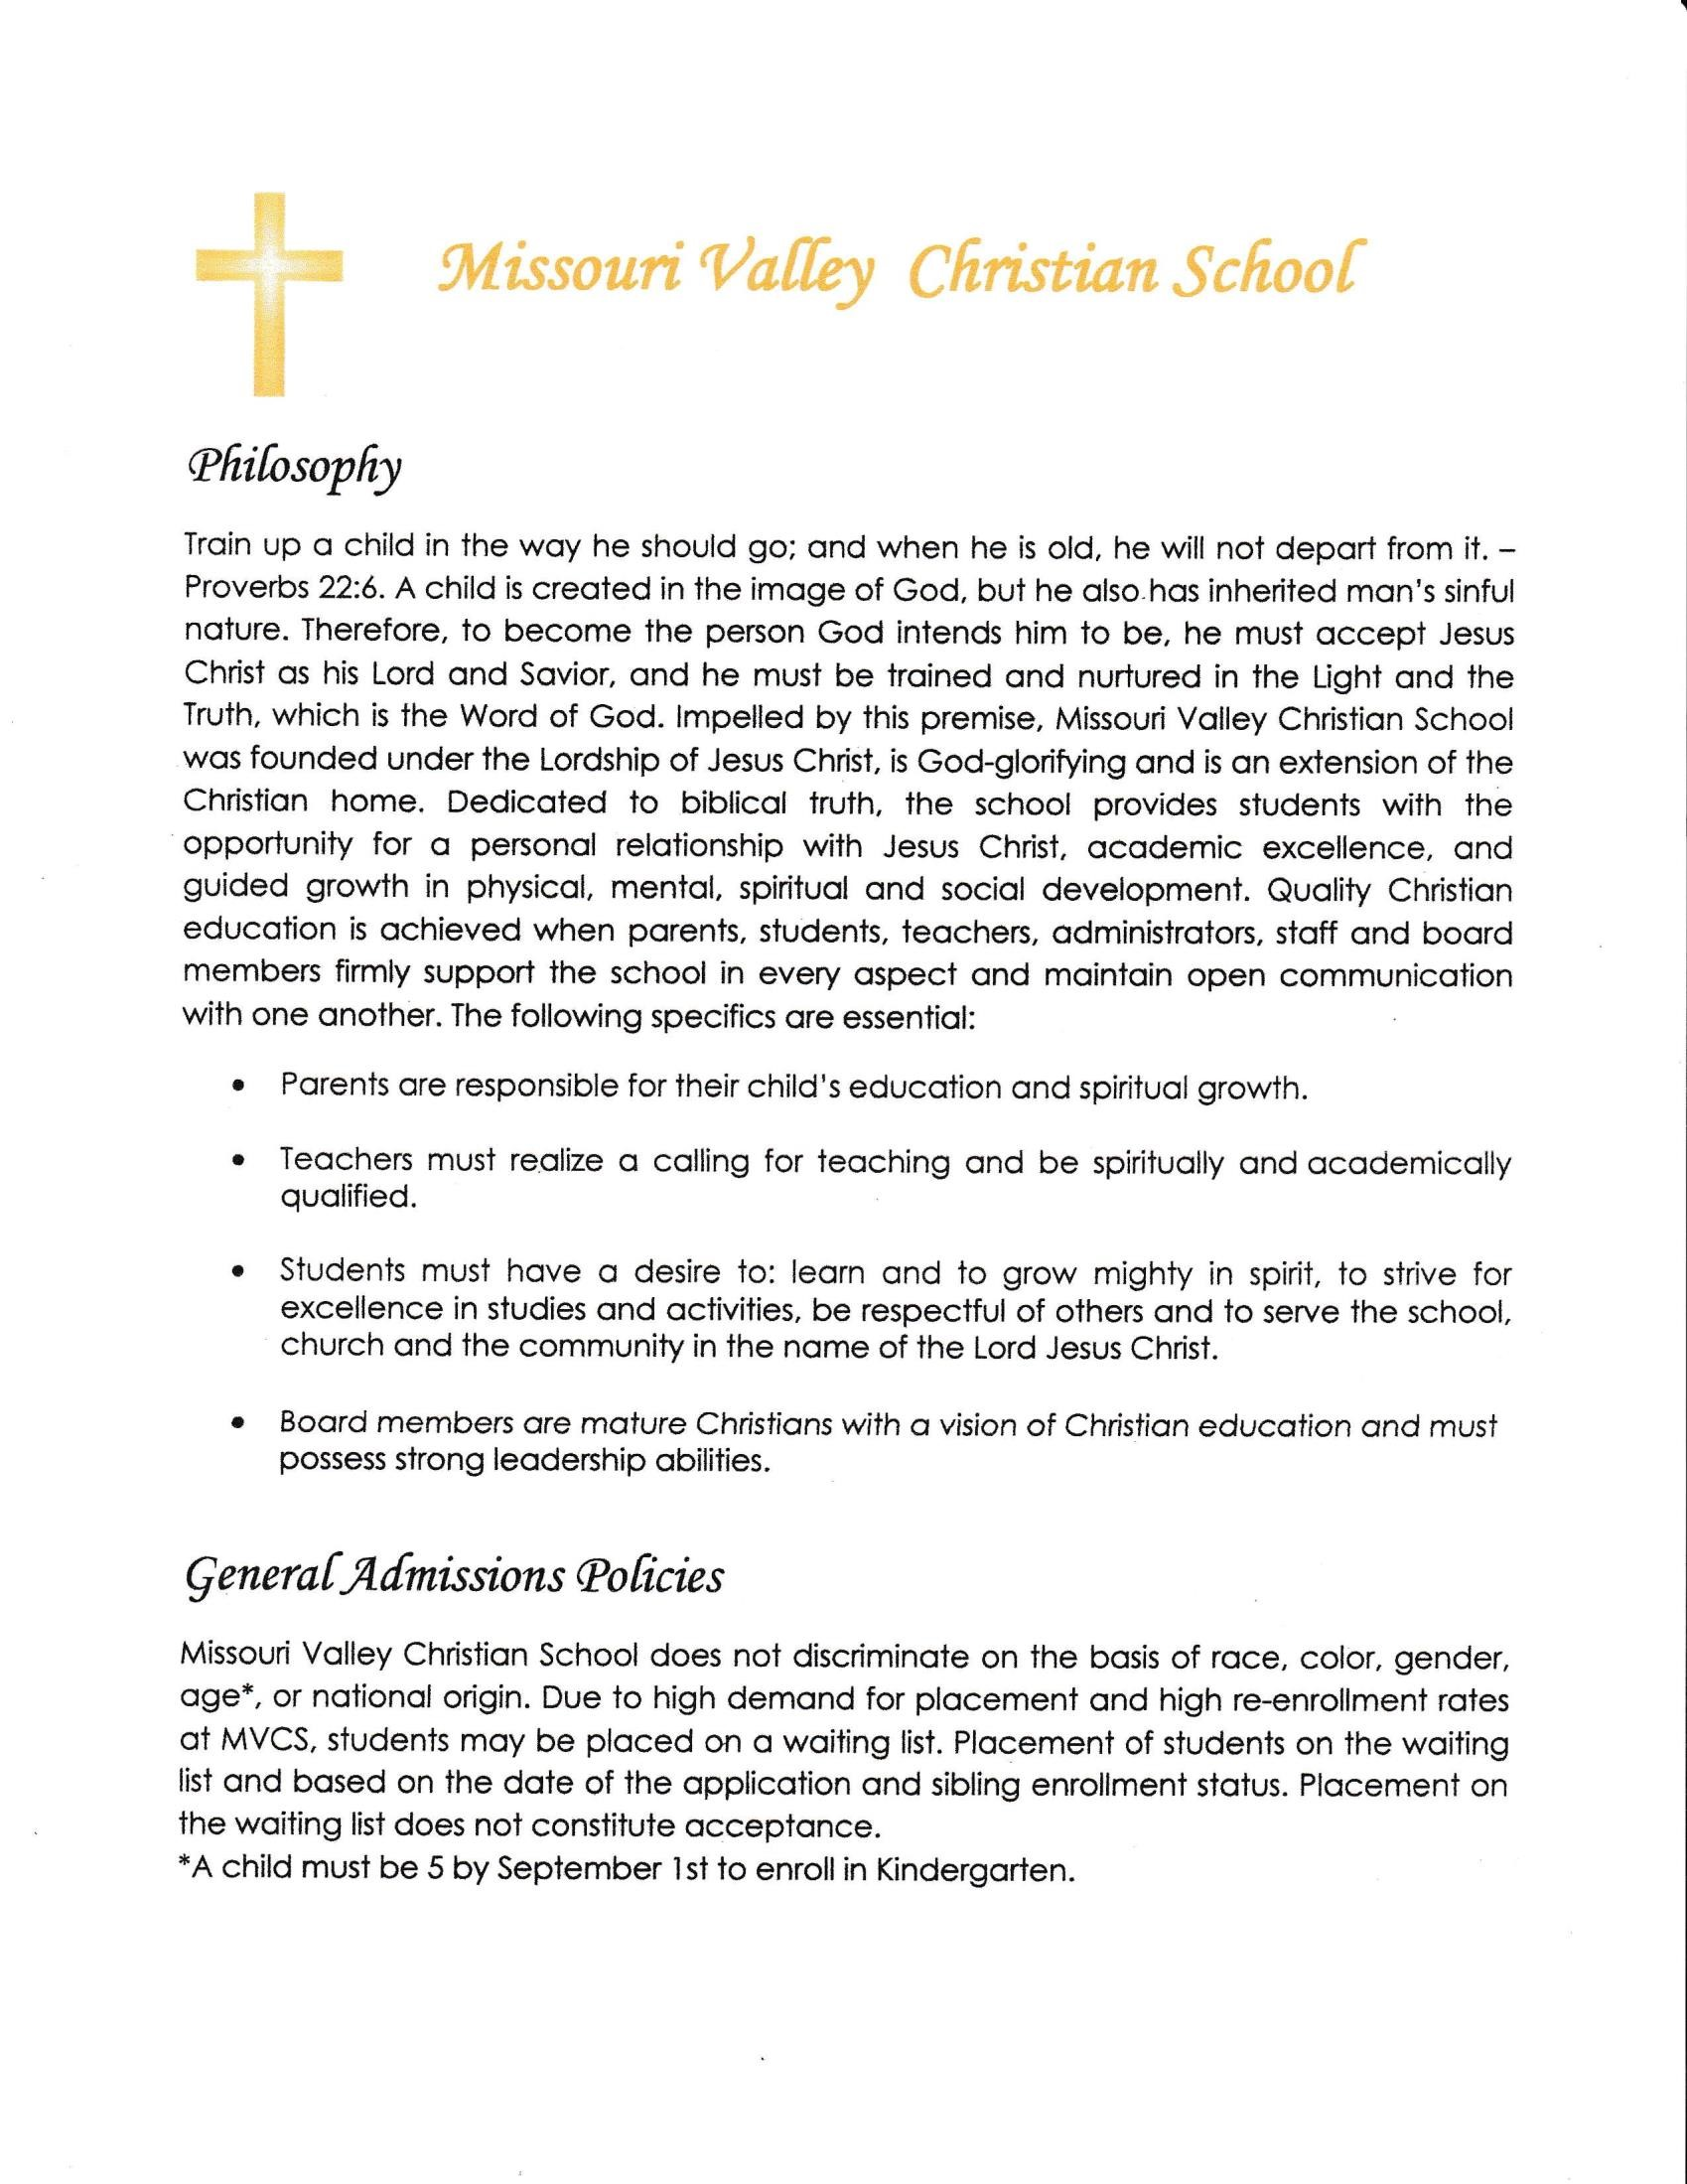 Missouri Valley Christian School
Philosophy
Train up a child in the way he should go; and when he is old, he will not depart from it. –
Proverbs 22:6. A child is created in the image of God, but he also has inherited man's sinful
nature. Therefore, to become the person God intends him to be, he must accept Jesus
Christ as his Lord and Savior, and he must be trained and nurtured in the Light and the
Truth, which is the Word of God. Impelled by this premise, Missouri Valley Christian School
was founded under the Lordship of Jesus Christ, is God-glorifying and is an extension of the
Christian home. Dedicated to biblical truth, the school provides students with the
opportunity for a personal relationship with Jesus Christ, academic excellence, and
guided growth in physical, mental, spiritual and social development. Quality Christian
education is achieved when parents, students, teachers, administrators, staff and board
members firmly support the school in every aspect and maintain open communication
with one another. The following specifics are essential:
• Parents are responsible for their child's education and spiritual growth.
• Teachers must realize a calling for teaching and be spiritually and academically
qualified.
• Students must have a desire to: learn and to grow mighty in spirit, to strive for
excellence in studies and activities, be respectful of others and to serve the school,
church and the community in the name of the Lord Jesus Christ.
• Board members are mature Christians with a vision of Christian education and must
possess strong leadership abilities.
General Admissions Policies
Missouri Valley Christian School does not discriminate on the basis of race, color, gender,
age*, or national origin. Due to high demand for placement and high re-enrollment rates
at MVCS, students may be placed on a waiting list. Placement of students on the waiting
list and based on the date of the application and sibling enrollment status. Placement on
the waiting list does not constitute acceptance.
*A child must be 5 by September 1st to enroll in Kindergarten.